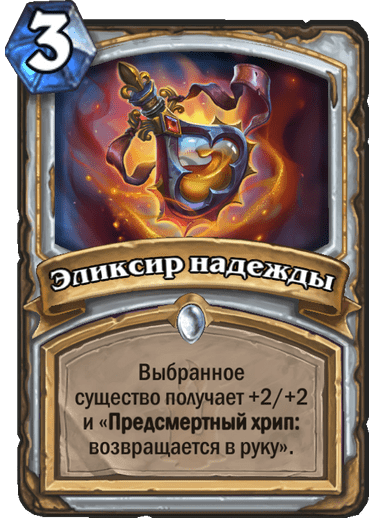 3
Эликсир надежды
Выбранное
существо получает +2/+2
и «Предсмертный хрип:
возвращается в руку».